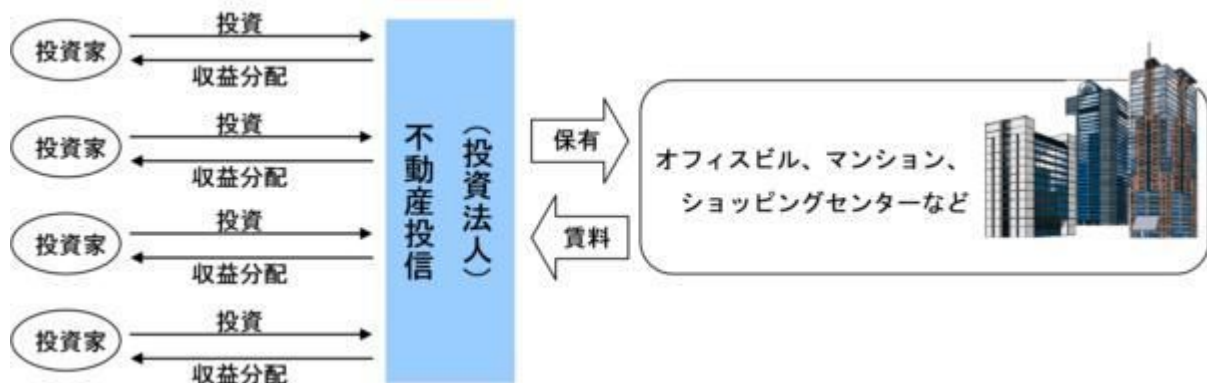 投資家
投資
収益分配
投資家
投資
収益分配
投資家
投資
収益分配
投資家
投資
収益分配
不動産投信
（投資法人）
保有
賃料
オフィスビル、マンション、
ショッピングセンターなど